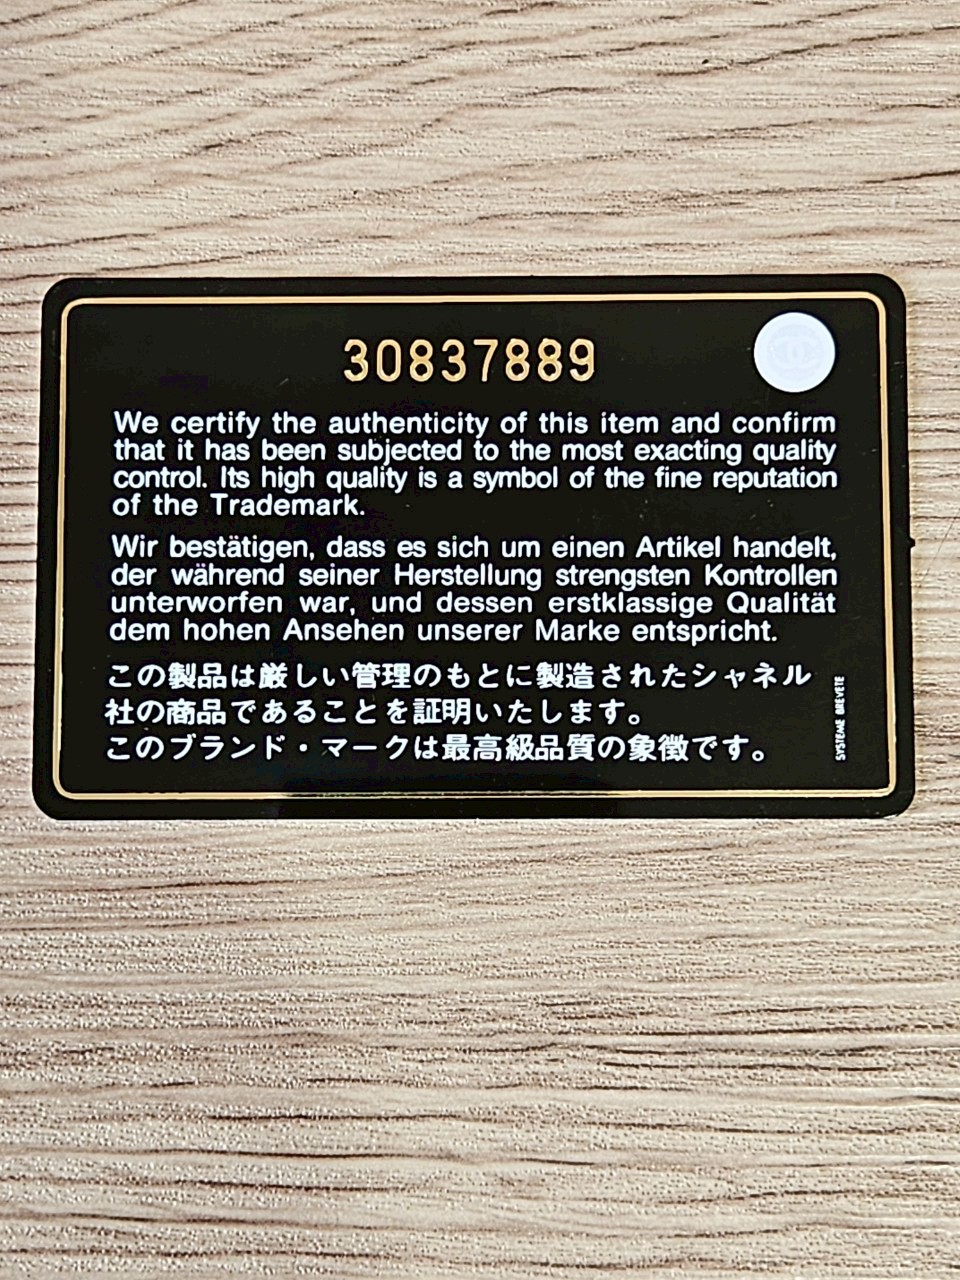 30837889
We certify the authenticity of this item and confirm
that it has been subjected to the most exacting quality
control. Its high quality is a symbol of the fine reputation
of the Trademark.
Wir bestätigen, dass es sich um einen Artikel handelt,
der während seiner Herstellung strengsten Kontrollen
unterworfen war, und dessen erstklassige Qualität
dem hohen Ansehen unserer Marke entspricht.
この製品は厳しい管理のもとに製造されたシャネル
社の商品であることを証明いたします。
このブランド・マークは最高級品質の象徴です。
SYSTEME BREVETE